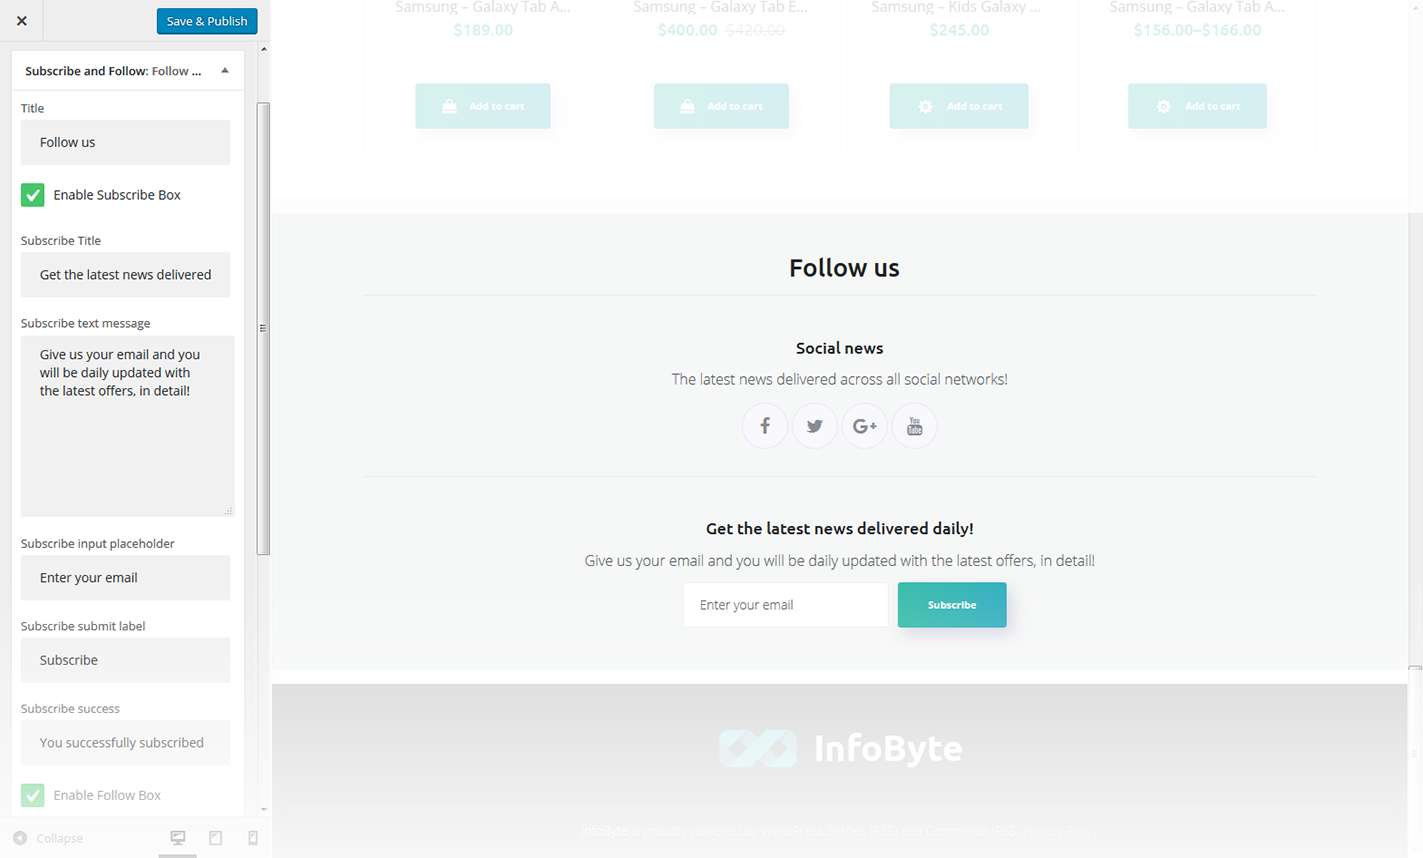 Save & Publish
Subscribe and Follow: Follow ...
Title
Follow us
Enable Subscribe Box
Subscribe Title
Get the latest news delivered
Subscribe text message
Give us your email and you
will be daily updated with
the latest offers, in detail!
Subscribe input placeholder
Enter your email
Subscribe submit label
Subscribe
Subscribe success
You successfully subscribed
Enable Follow Box
Collapse
Samsung – Galaxy Tab A...
Samsung – Galaxy Tab E...
Samsung – Kids Galaxy ...
Samsung – Galaxy Tab A...
$189.00
$400.00 $420.00
$245.00
$156.00–$166.00
Add to cart
Add to cart
Add to cart
Add to cart
Follow us
Social news
The latest news delivered across all social networks!
G+
You Tube
Get the latest news delivered daily!
Give us your email and you will be daily updated with the latest offers, in detail!
Enter your email
Subscribe
InfoByte
InfoByte is proudly powered by WordPress Entries (RSS) and Comments (RSS) Privacy Policy